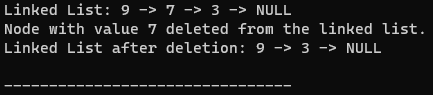 Linked List: 9 -> 7 -> 3 -> NULL
Node with value 7 deleted from the linked list.
Linked List after deletion: 9 -> 3 -> NULL
--------------------------------